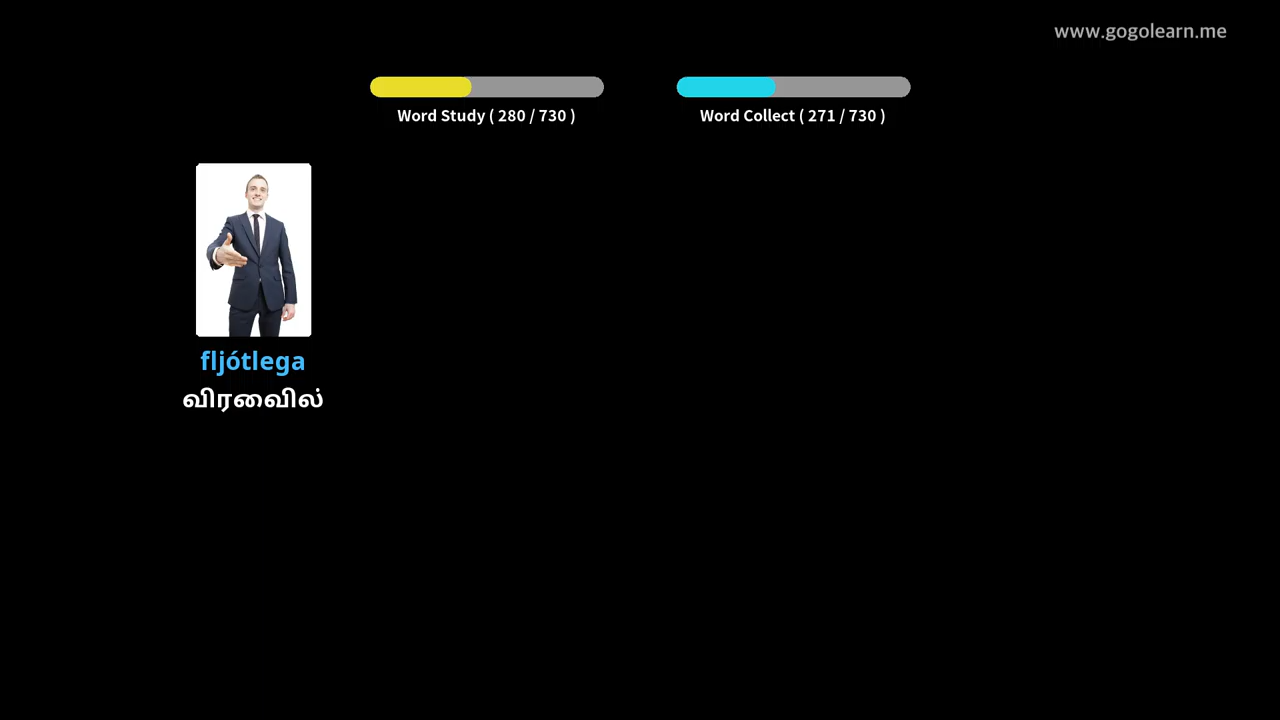 www.gogolearn.me
Word Study ( 280 / 730 )
Word Collect ( 271 / 730 )
fljótlega
விரைவில்